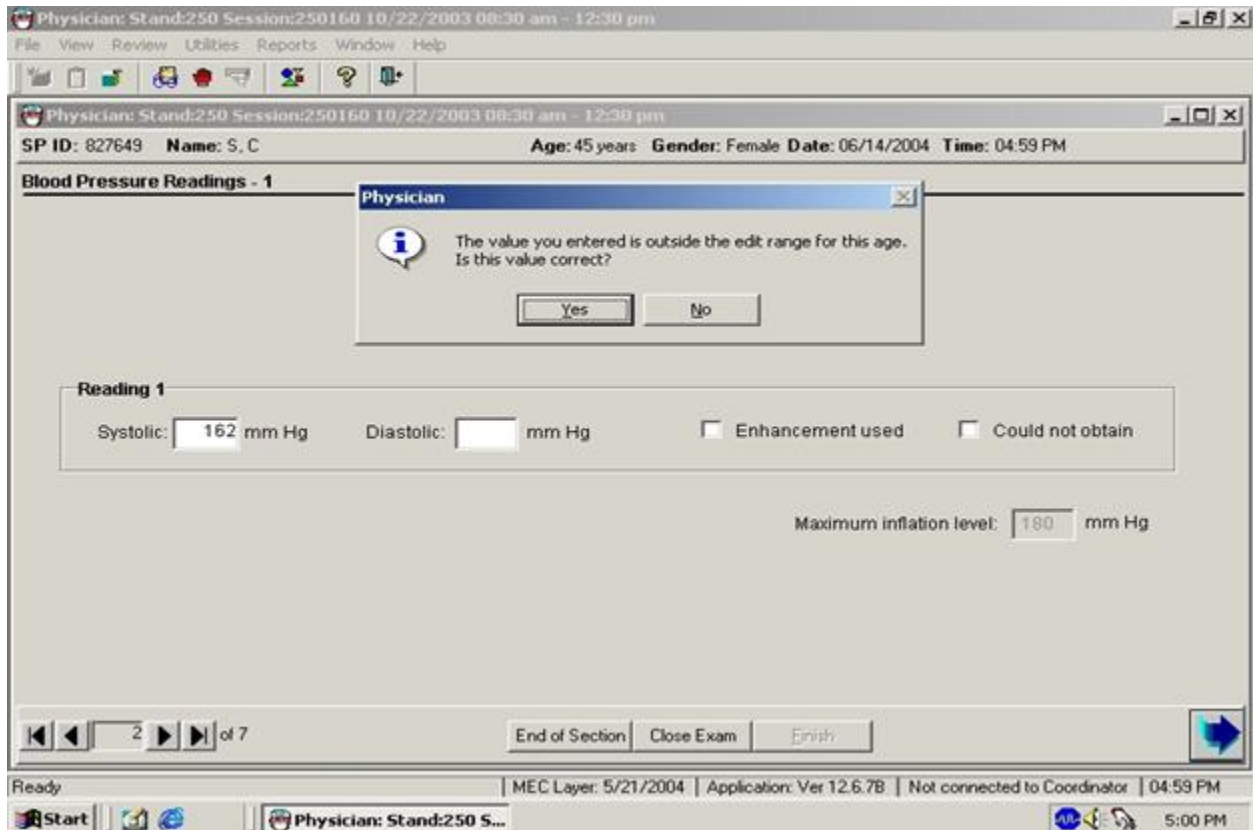 Physician: Stand:250 Session:250160 10/22/2003 08:30 am - 12:30 pm
File View Review Utilities Reports Window Help
Physician: Stand:250 Session:250160 10/22/2003 08:30 am - 12:30 pm
SP ID: 827649 Name: S, C Age: 45 years Gender: Female Date: 06/14/2004 Time: 04:59 PM
Blood Pressure Readings - 1
Physician
The value you entered is outside the edit range for this age.
Is this value correct?
Yes No
Reading 1
Systolic: 162 mm Hg Diastolic: mm Hg Enhancement used Could not obtain
Maximum inflation level: 180 mm Hg
2 of 7 End of Section Close Exam Finish
Ready MEC Layer: 5/21/2004 Application: Ver 12.6.7B Not connected to Coordinator 04:59 PM
Start Physician: Stand:250 S... 5:00 PM